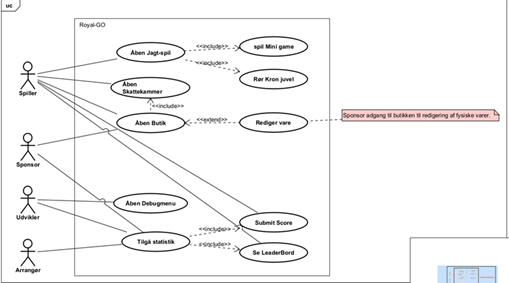 uc
Royal-GO
Åben Jagt-spil
<<include>>
spil Mini game
<<include>>
Rør Kron juvel
Spiller
Åben
Skattekammer
<<include>>
Åben Butik
<<extend>>
Rediger vare
Sponsor adgang til butikken til redigering af fysiske varer.
Sponsor
Åben Debugmenu
Udvikler
Submit Score
<<include>>
Tilgå statistik
<<include>>
Se LeaderBord
Arrangør